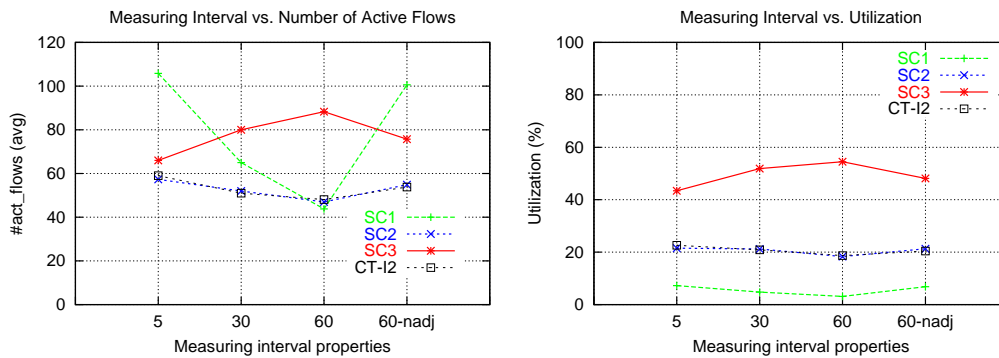 Measuring Interval vs. Number of Active Flows
120
100
80
60
40
20
0
#act_flows (avg)
SC1
SC2
SC3
CT-I2
5 30 60 60-nadj
Measuring interval properties
Measuring Interval vs. Utilization
100
80
60
40
20
0
Utilization (%)
SC1
SC2
SC3
CT-I2
5 30 60 60-nadj
Measuring interval properties